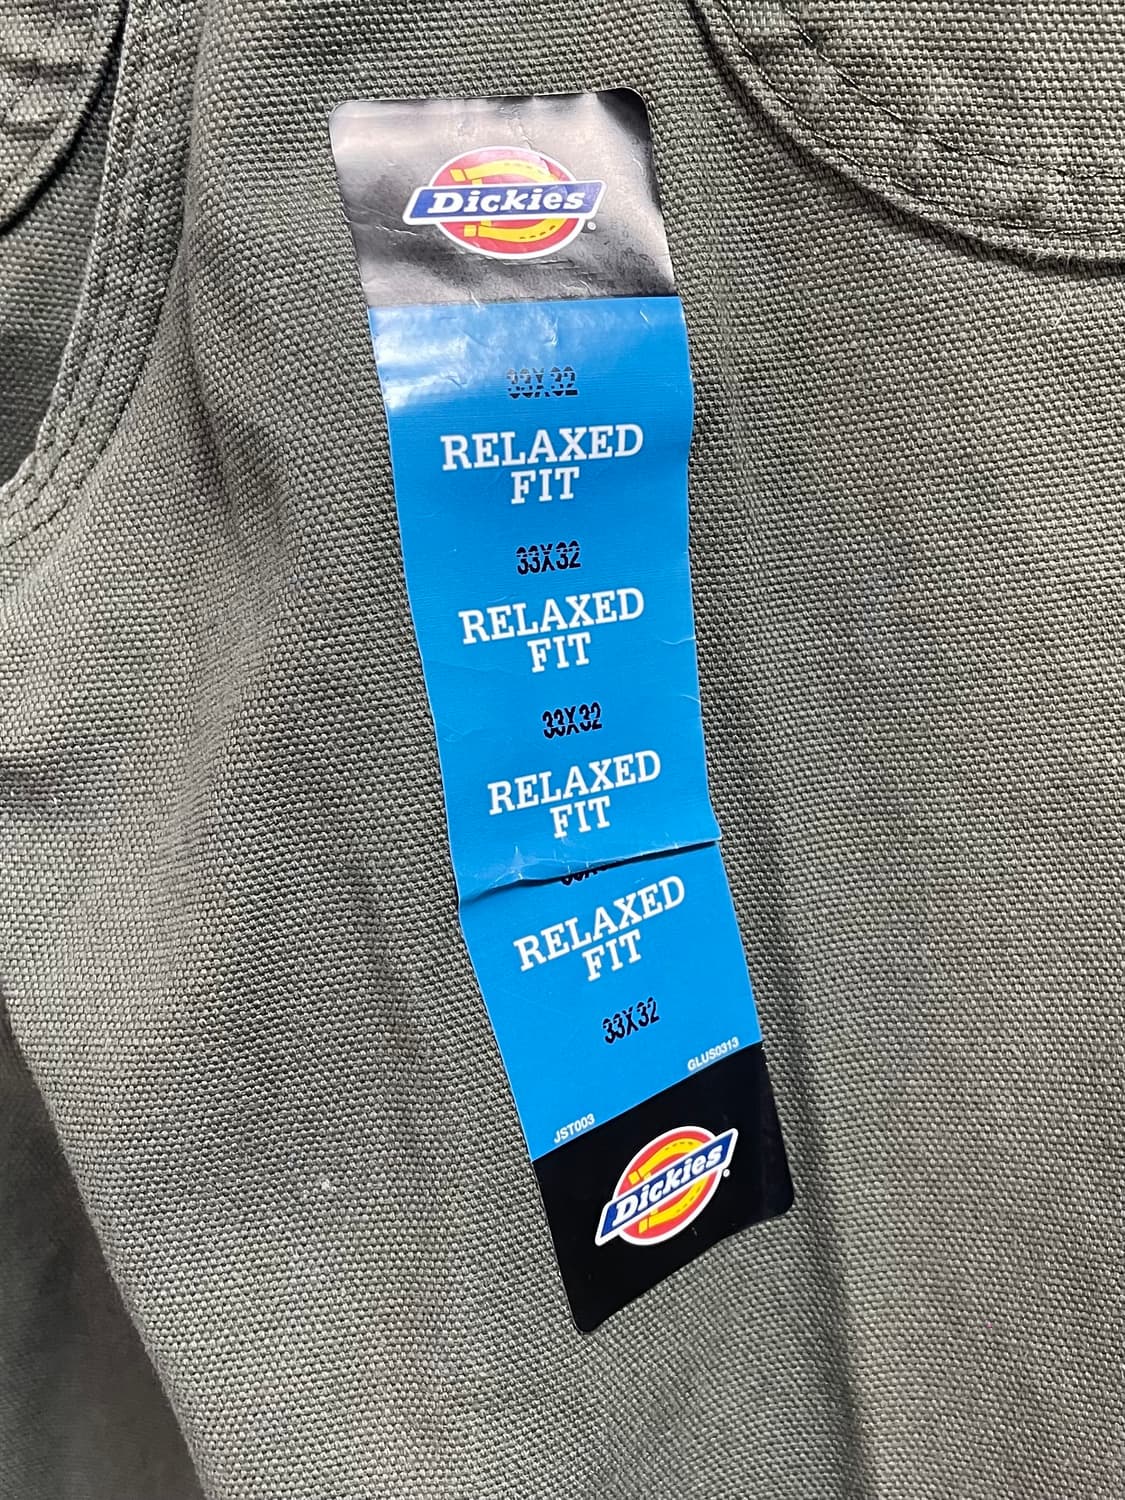 Dickies
33X32
RELAXED
FIT
33X32
RELAXED
FIT
33X32
RELAXED
FIT
RELAXED
FIT
33X32
GLUS0313
JST003
Dickies